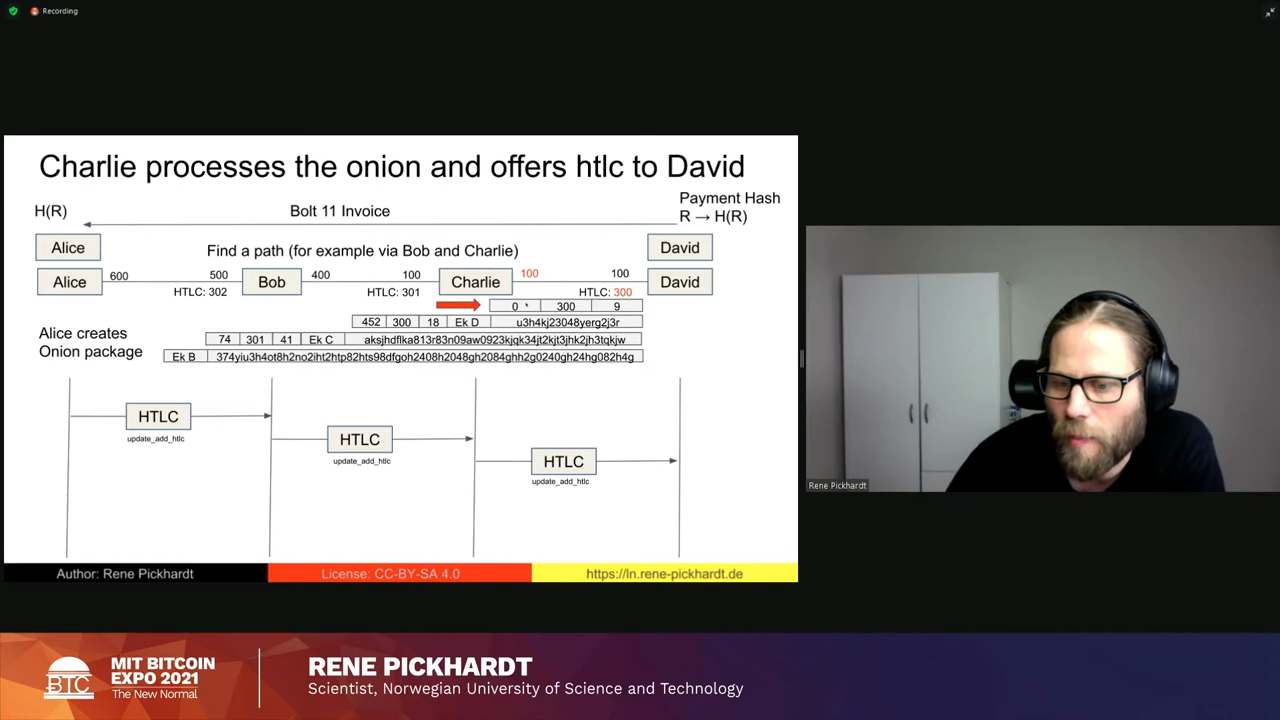 Recording
Charlie processes the onion and offers htlc to David
Payment Hash
H(R)
Bolt 11 Invoice
R → H(R)
Alice
Find a path (for example via Bob and Charlie)
David
Alice
600
500
Bob
400
100
Charlie
100
100
David
HTLC: 302
HTLC: 301
HTLC: 300
0 300 9
452 300 18 Ek D u3h4kj23048yerg2j3r
Alice creates
Onion package
74 301 41 Ek C aksjhdflka813r83n09aw0923kjqk34jt2kjt3jhk2jh3tqkjw
Ek B 374yiu3h4ot8h2no2iht2htp82hts98dfgoh2408h2048gh2084ghh2g0240gh24hg082h4g
HTLC
update_add_htlc
HTLC
update_add_htlc
HTLC
update_add_htlc
Author: Rene Pickhardt
License: CC-BY-SA 4.0
https://ln.rene-pickhardt.de
Rene Pickhardt
BTC
MIT BITCOIN
EXPO 2021
The New Normal
RENE PICKHARDT
Scientist, Norwegian University of Science and Technology